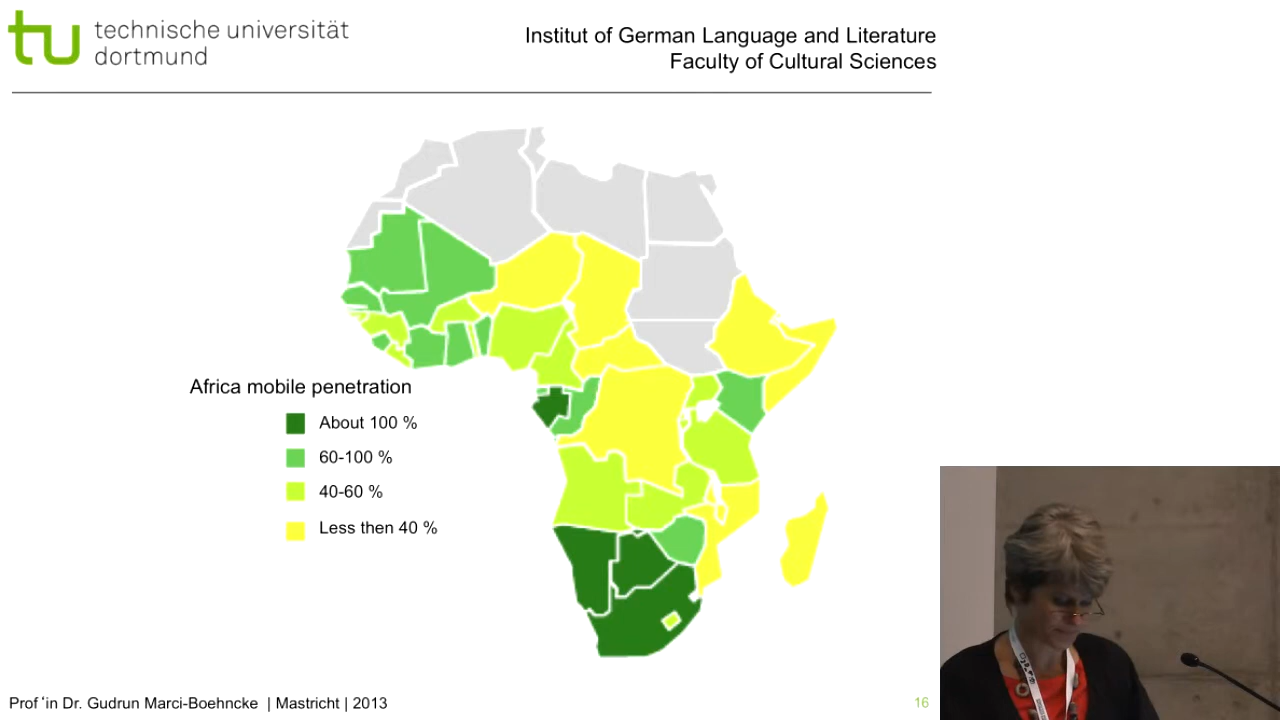 tu technische universität
dortmund
Institut of German Language and Literature
Faculty of Cultural Sciences
Africa mobile penetration
About 100 %
60-100 %
40-60 %
Less then 40 %
Prof‘in Dr. Gudrun Marci-Boehncke | Mastricht | 2013
16